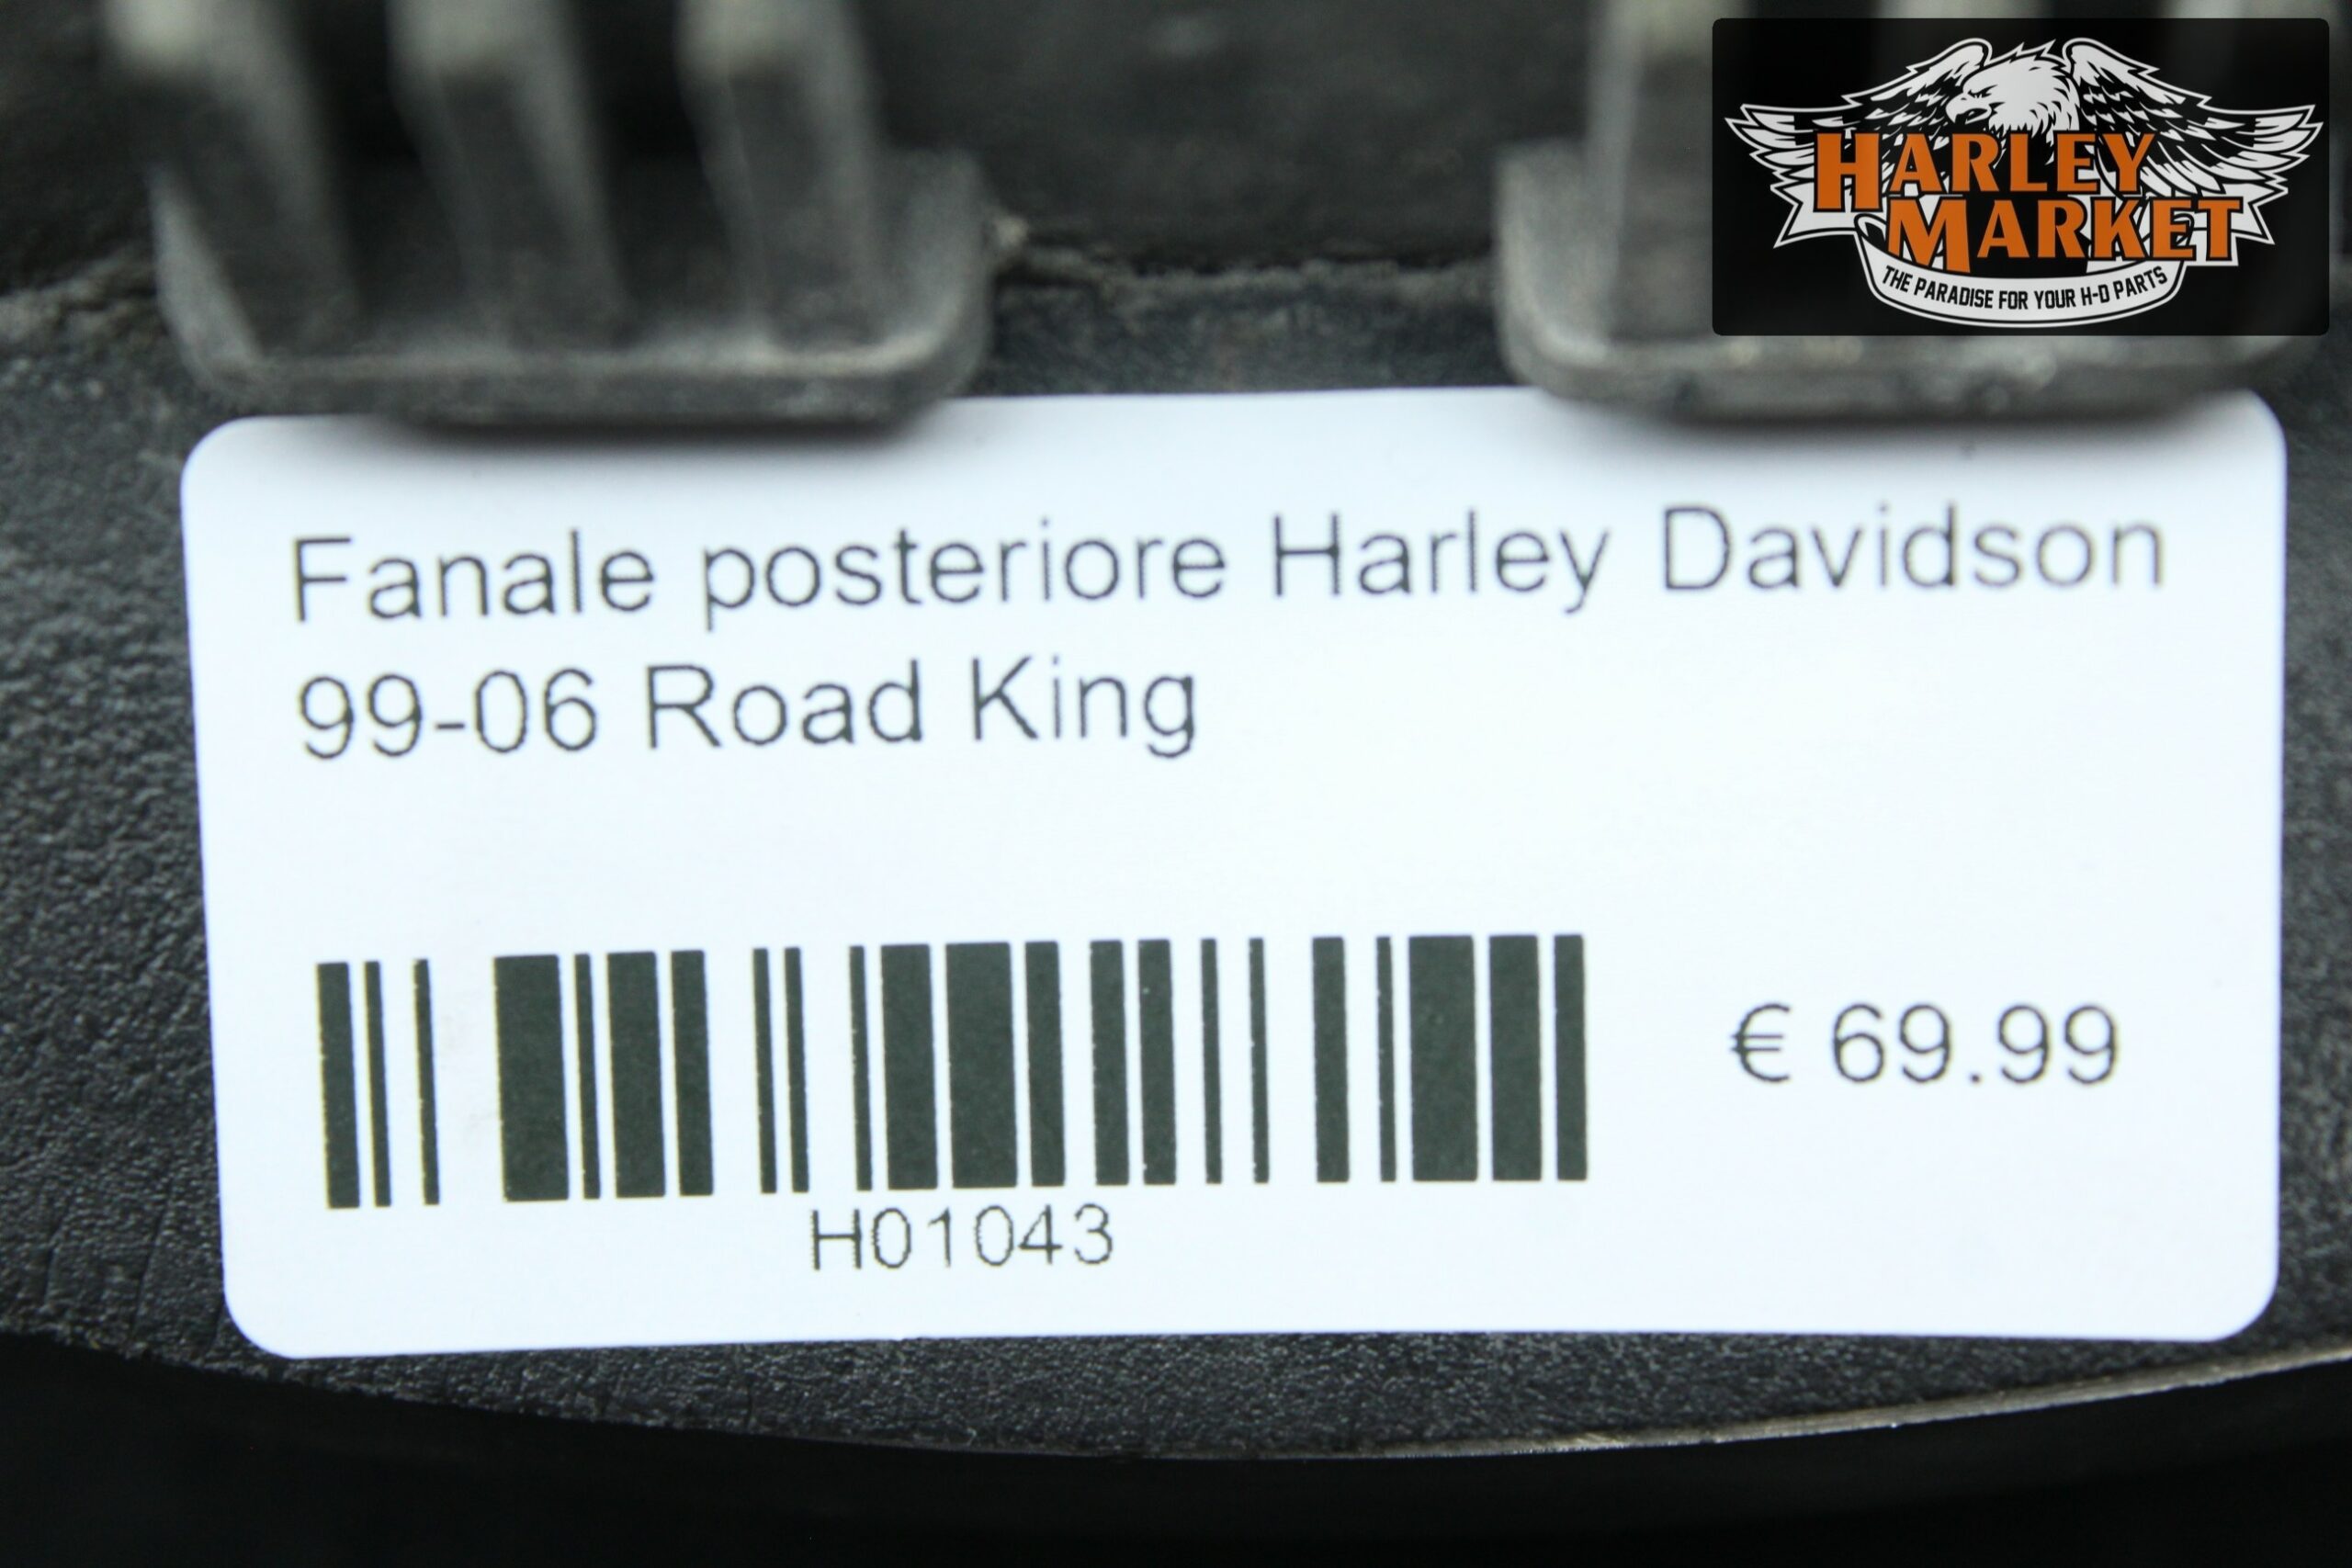 HARLEY
MARKET
THE PARADISE FOR YOUR H-D PARTS
Fanale posteriore Harley Davidson
99-06 Road King
€ 69.99
H01043